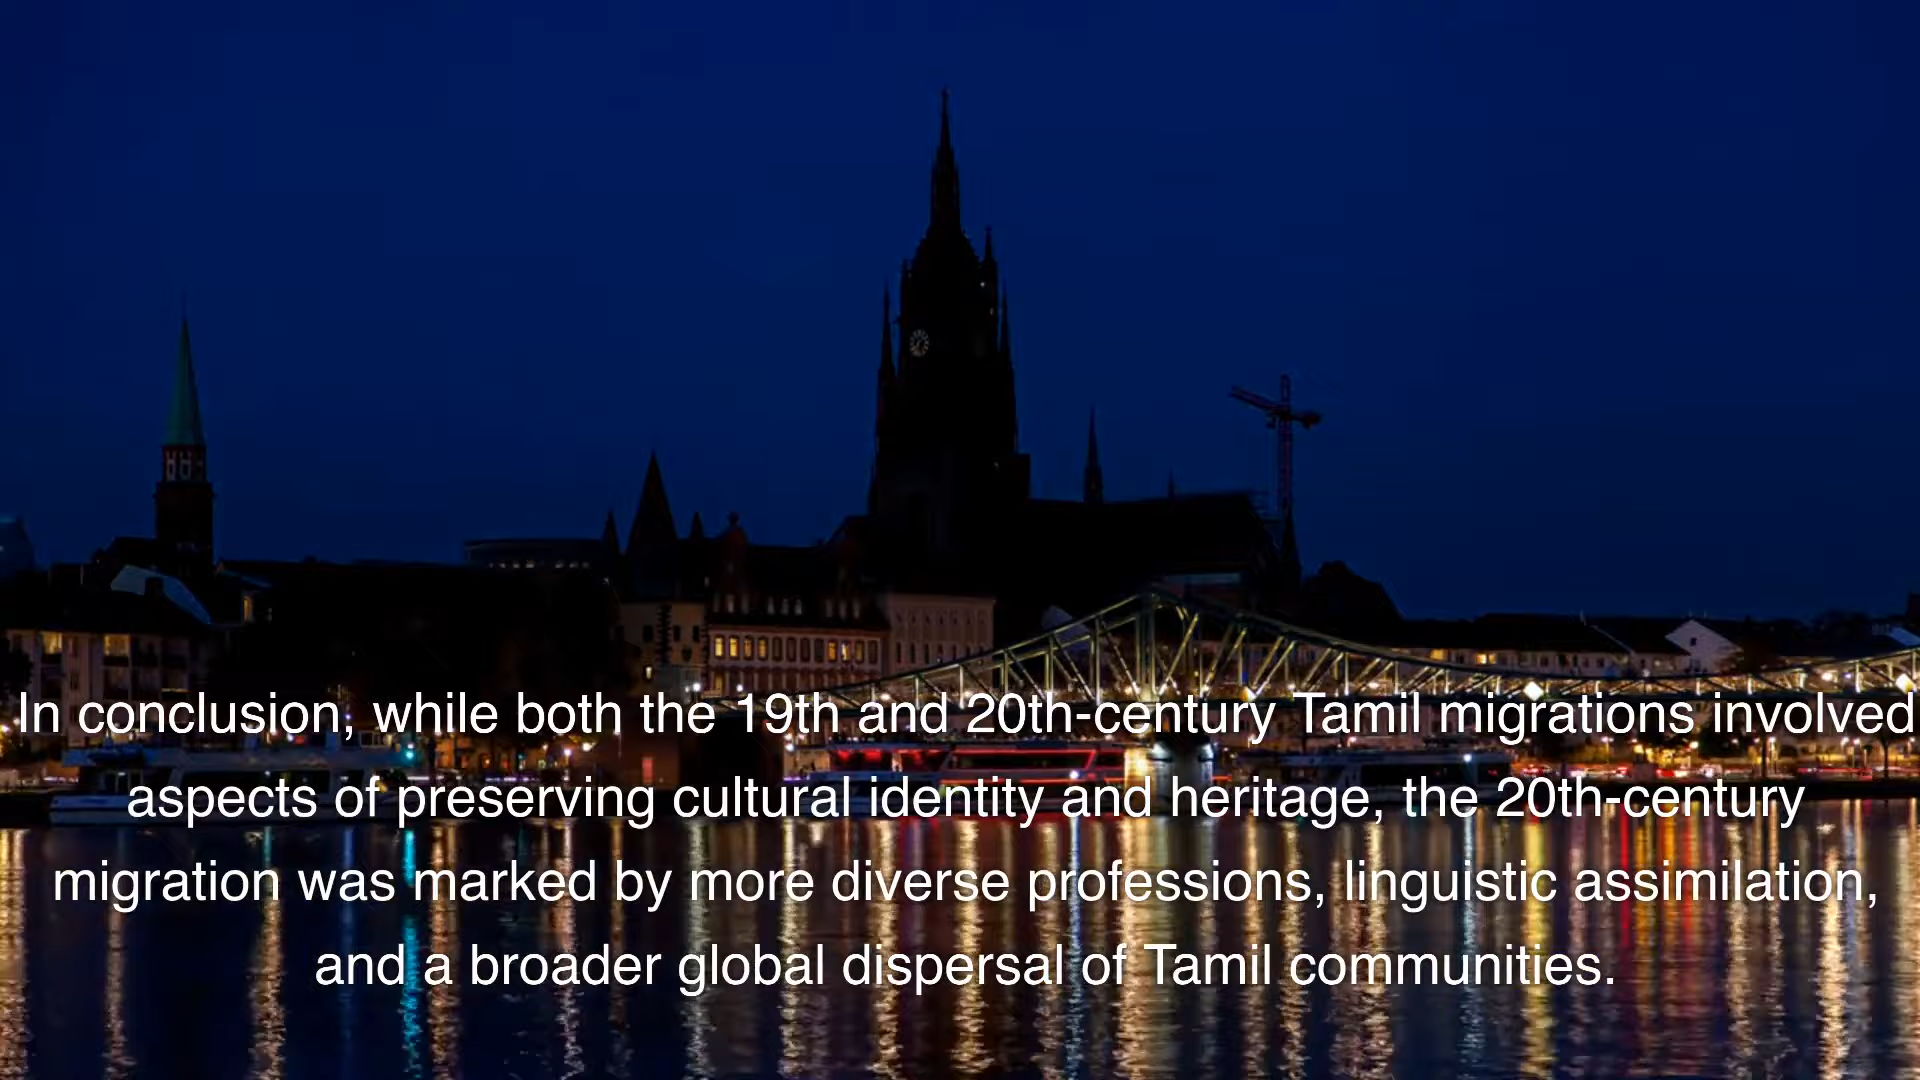 In conclusion, while both the 19th and 20th-century Tamil migrations involved
aspects of preserving cultural identity and heritage, the 20th-century
migration was marked by more diverse professions, linguistic assimilation,
and a broader global dispersal of Tamil communities.